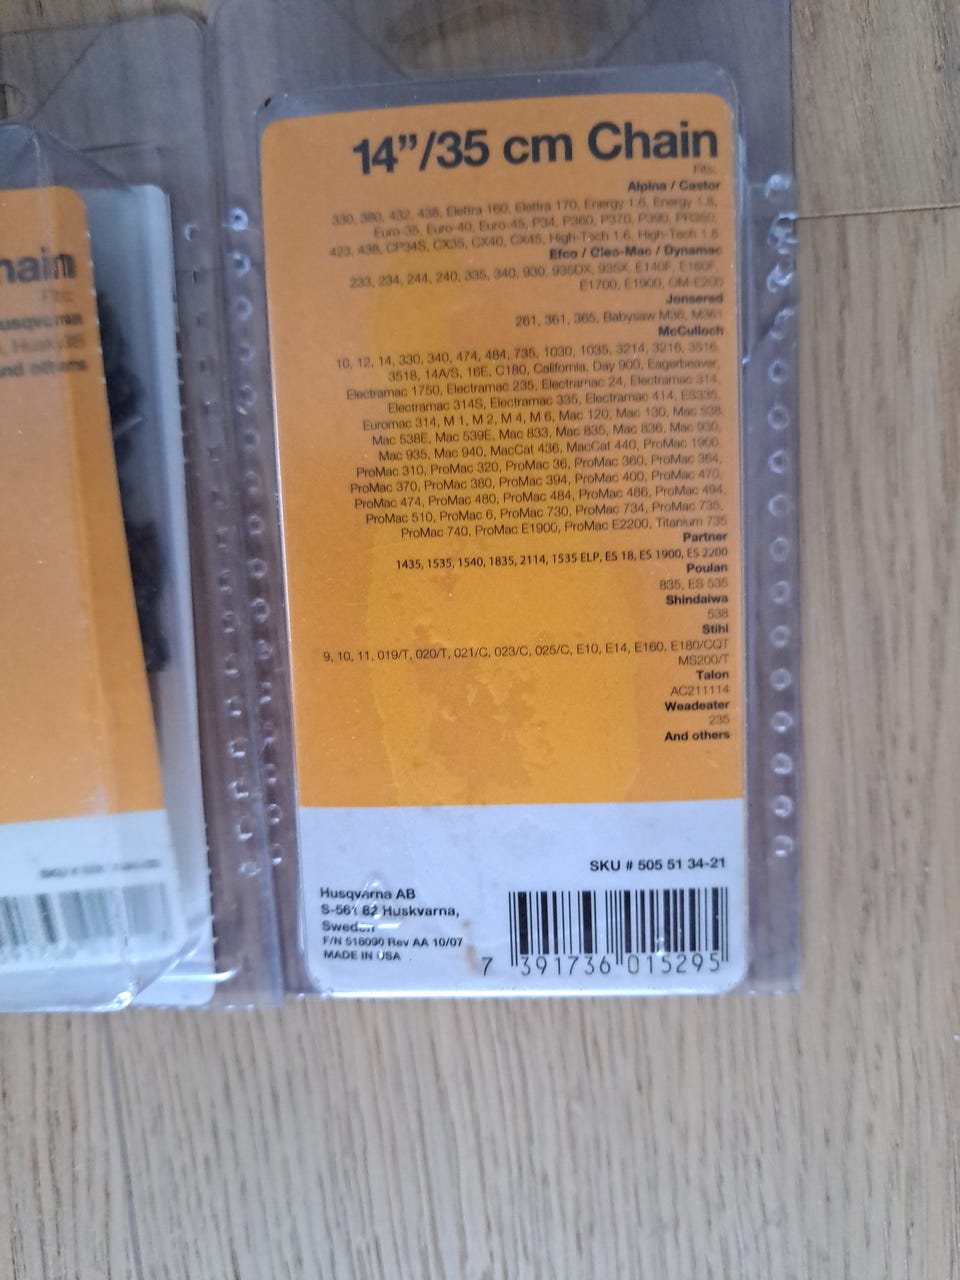 14”/35 cm Chain
Fits:
Alpina / Castor
330, 380, 432, 438, Elettra 160, Elettra 170, Energy 1.6, Energy 1.8,
Euro-35, Euro-40, Euro-45, P34, P360, P370, P390, PR360,
423, 438, CP34S, CX35, CX40, CX45, High-Tech 1.6, High-Tech 1.8
Efco / Oleo-Mac / Dynamac
233, 234, 244, 240, 335, 340, 930, 935DX, 935X, E140F, E160F,
E1700, E1900, OM-E200
Jonsered
261, 361, 365, Babysaw M36, M361
McCulloch
10, 12, 14, 330, 340, 474, 484, 735, 1030, 1035, 3214, 3216, 3516,
3518, 14A/S, 16E, C180, California, Day 900, Eagerbeaver,
Electramac 1750, Electramac 235, Electramac 24, Electramac 314,
Electramac 314S, Electramac 335, Electramac 414, ES335,
Euromac 314, M 1, M 2, M 4, M 6, Mac 120, Mac 130, Mac 538,
Mac 538E, Mac 539E, Mac 833, Mac 835, Mac 836, Mac 930,
Mac 935, Mac 940, MacCat 436, MacCat 440, ProMac 1900,
ProMac 310, ProMac 320, ProMac 36, ProMac 360, ProMac 364,
ProMac 370, ProMac 380, ProMac 394, ProMac 400, ProMac 470,
ProMac 474, ProMac 480, ProMac 484, ProMac 486, ProMac 494,
ProMac 510, ProMac 6, ProMac 730, ProMac 734, ProMac 735,
ProMac 740, ProMac E1900, ProMac E2200, Titanium 735
Partner
1435, 1535, 1540, 1835, 2114, 1535 ELP, ES 18, ES 1900, ES 2200
Poulan
835, ES 535
Shindaiwa
538
Stihl
9, 10, 11, 019/T, 020/T, 021/C, 023/C, 025/C, E10, E14, E160, E180/CQT
MS200/T
Talon
AC211114
Weadeater
235
And others
SKU # 505 51 34-21
Husqvarna AB
S-561 82 Huskvarna,
Sweden
F/N 518090 Rev AA 10/07
MADE IN USA
7 391736 015295
hain
Fits:
usqvarna
nd others